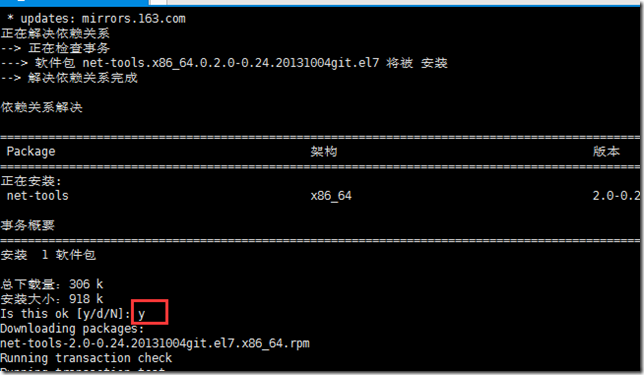 * updates: mirrors.163.com
正在解决依赖关系
--> 正在检查事务
---> 软件包 net-tools.x86_64.0.2.0-0.24.20131004git.el7 将被 安装
--> 解决依赖关系完成
依赖关系解决
================================================================================
Package 架构 版本
================================================================================
正在安装:
net-tools x86_64 2.0-0.2
事务概要
================================================================================
安装 1 软件包
总下载量：306 k
安装大小：918 k
Is this ok [y/d/N]: y
Downloading packages:
net-tools-2.0-0.24.20131004git.el7.x86_64.rpm
Running transaction check
Running transaction test